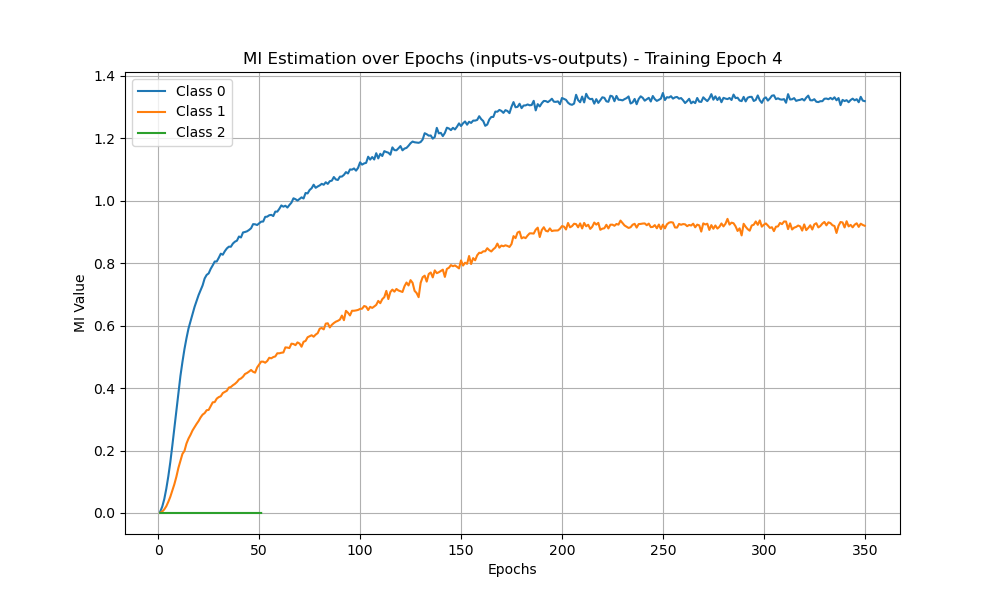 MI Estimation over Epochs (inputs-vs-outputs) - Training Epoch 4
Class 0
Class 1
Class 2
1.4
1.2
1.0
0.8
0.6
0.4
0.2
0.0
MI Value
0 50 100 150 200 250 300 350
Epochs